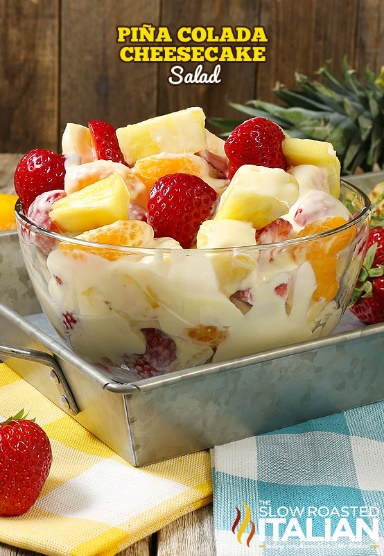 PIÑA COLADA
CHEESECAKE
Salad
THE
SLOW ROASTED
ITALIAN